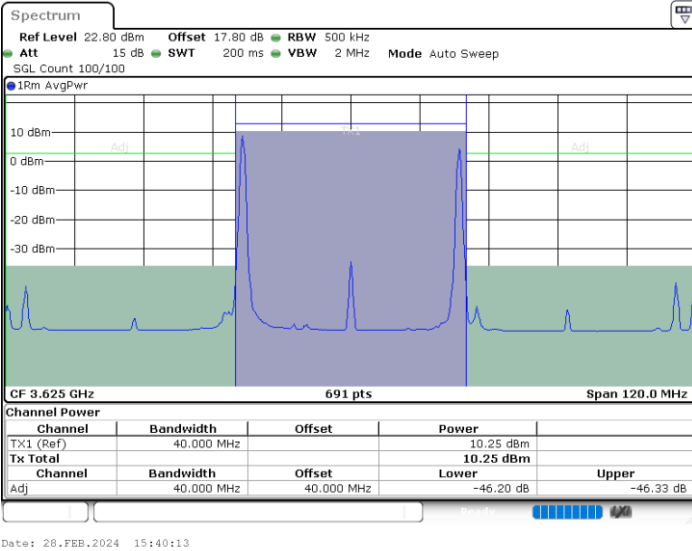 Spectrum
Ref Level 22.80 dBm Offset 17.80 dB RBW 500 kHz
Att 15 dB SWT 200 ms VBW 2 MHz Mode Auto Sweep
SGL Count 100/100
1Rm AvgPwr
10 dBm
TX1
Adj Adj
0 dBm
-10 dBm
-20 dBm
-30 dBm
CF 3.625 GHz 691 pts Span 120.0 MHz
Channel Power
Channel Bandwidth Offset Power
TX1 (Ref) 40.000 MHz 10.25 dBm
Tx Total 10.25 dBm
Channel Bandwidth Offset Lower Upper
Adj 40.000 MHz 40.000 MHz -46.20 dB -46.33 dB
Ready
Date: 28.FEB.2024 15:40:13